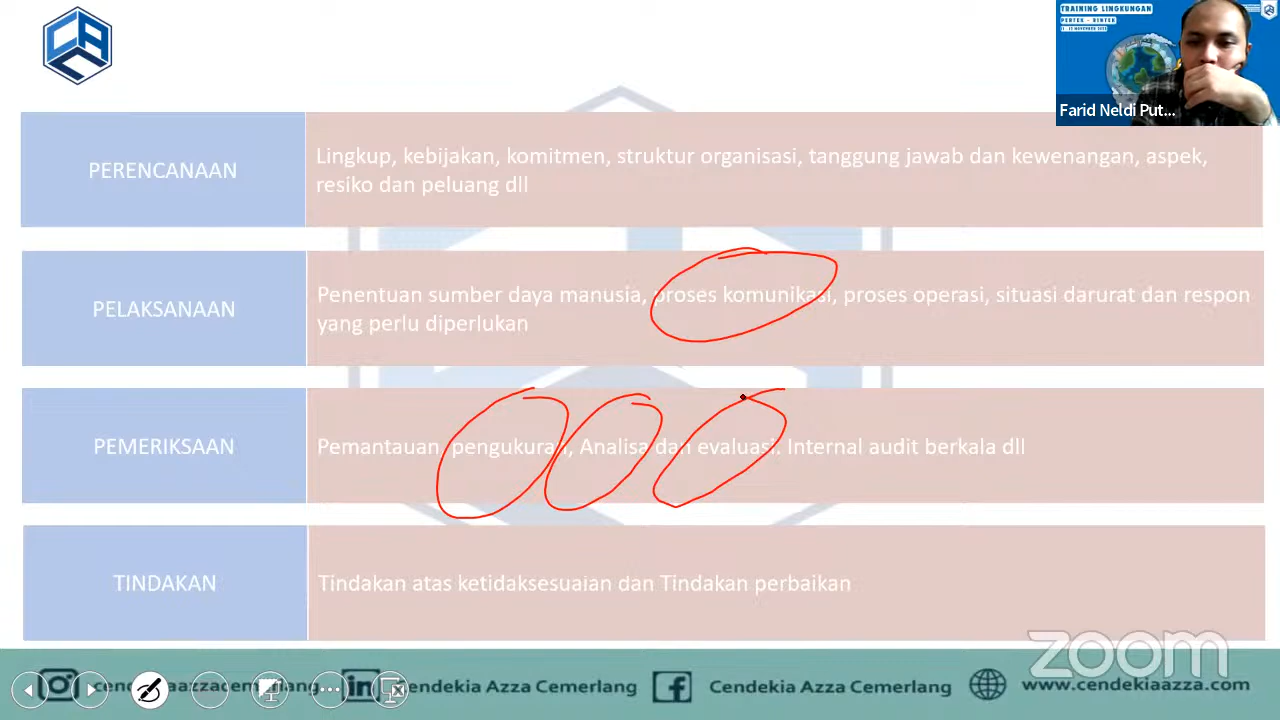 TRAINING LINGKUNGAN
PERTEK - RINTEK
Farid Neldi Put...
PERENCANAAN
Lingkup, kebijakan, komitmen, struktur organisasi, tanggung jawab dan kewenangan, aspek,
resiko dan peluang dll
PELAKSANAAN
Penentuan sumber daya manusia, proses komunikasi, proses operasi, situasi darurat dan respon
yang perlu diperlukan
PEMERIKSAAN
Pemantauan, pengukuran, Analisa dan evaluasi. Internal audit berkala dll
TINDAKAN
Tindakan atas ketidaksesuaian dan Tindakan perbaikan
zoom
cendekiaazzacemerlang
Cendekia Azza Cemerlang
Cendekia Azza Cemerlang
www.cendekiaazza.com